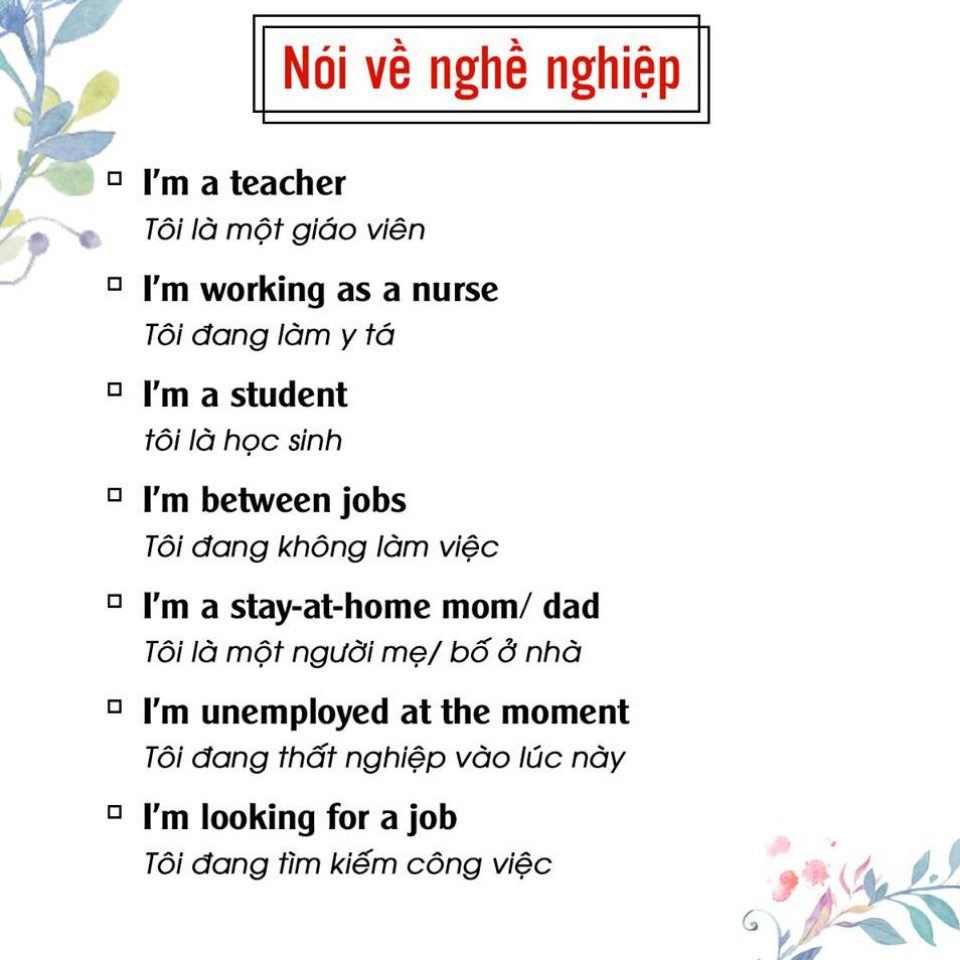 Nói về nghề nghiệp
I'm a teacher
Tôi là một giáo viên
I'm working as a nurse
Tôi đang làm y tá
I'm a student
tôi là học sinh
I'm between jobs
Tôi đang không làm việc
I'm a stay-at-home mom/ dad
Tôi là một người mẹ/ bố ở nhà
I'm unemployed at the moment
Tôi đang thất nghiệp vào lúc này
I'm looking for a job
Tôi đang tìm kiếm công việc